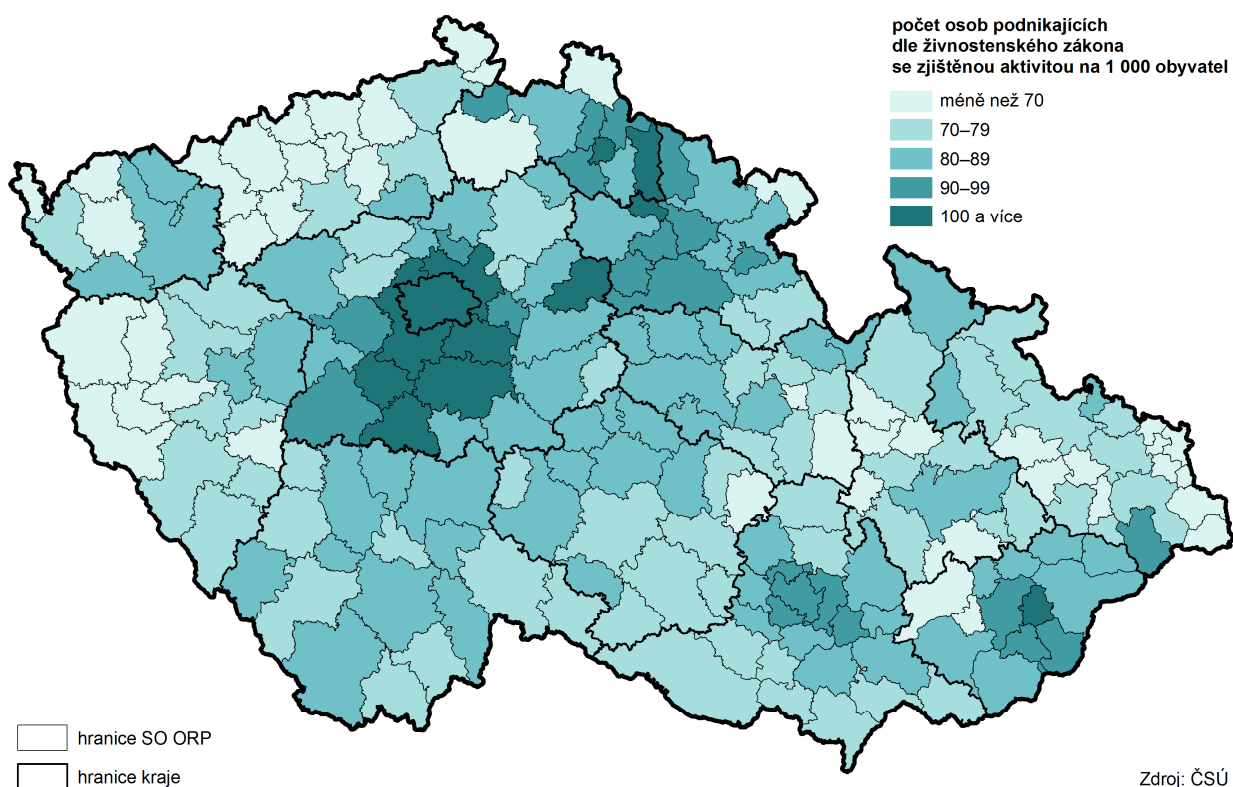 počet osob podnikajících
dle živnostenského zákona
se zjištěnou aktivitou na 1 000 obyvatel
méně než 70
70–79
80–89
90–99
100 a více
hranice SO ORP
hranice kraje
Zdroj: ČSÚ